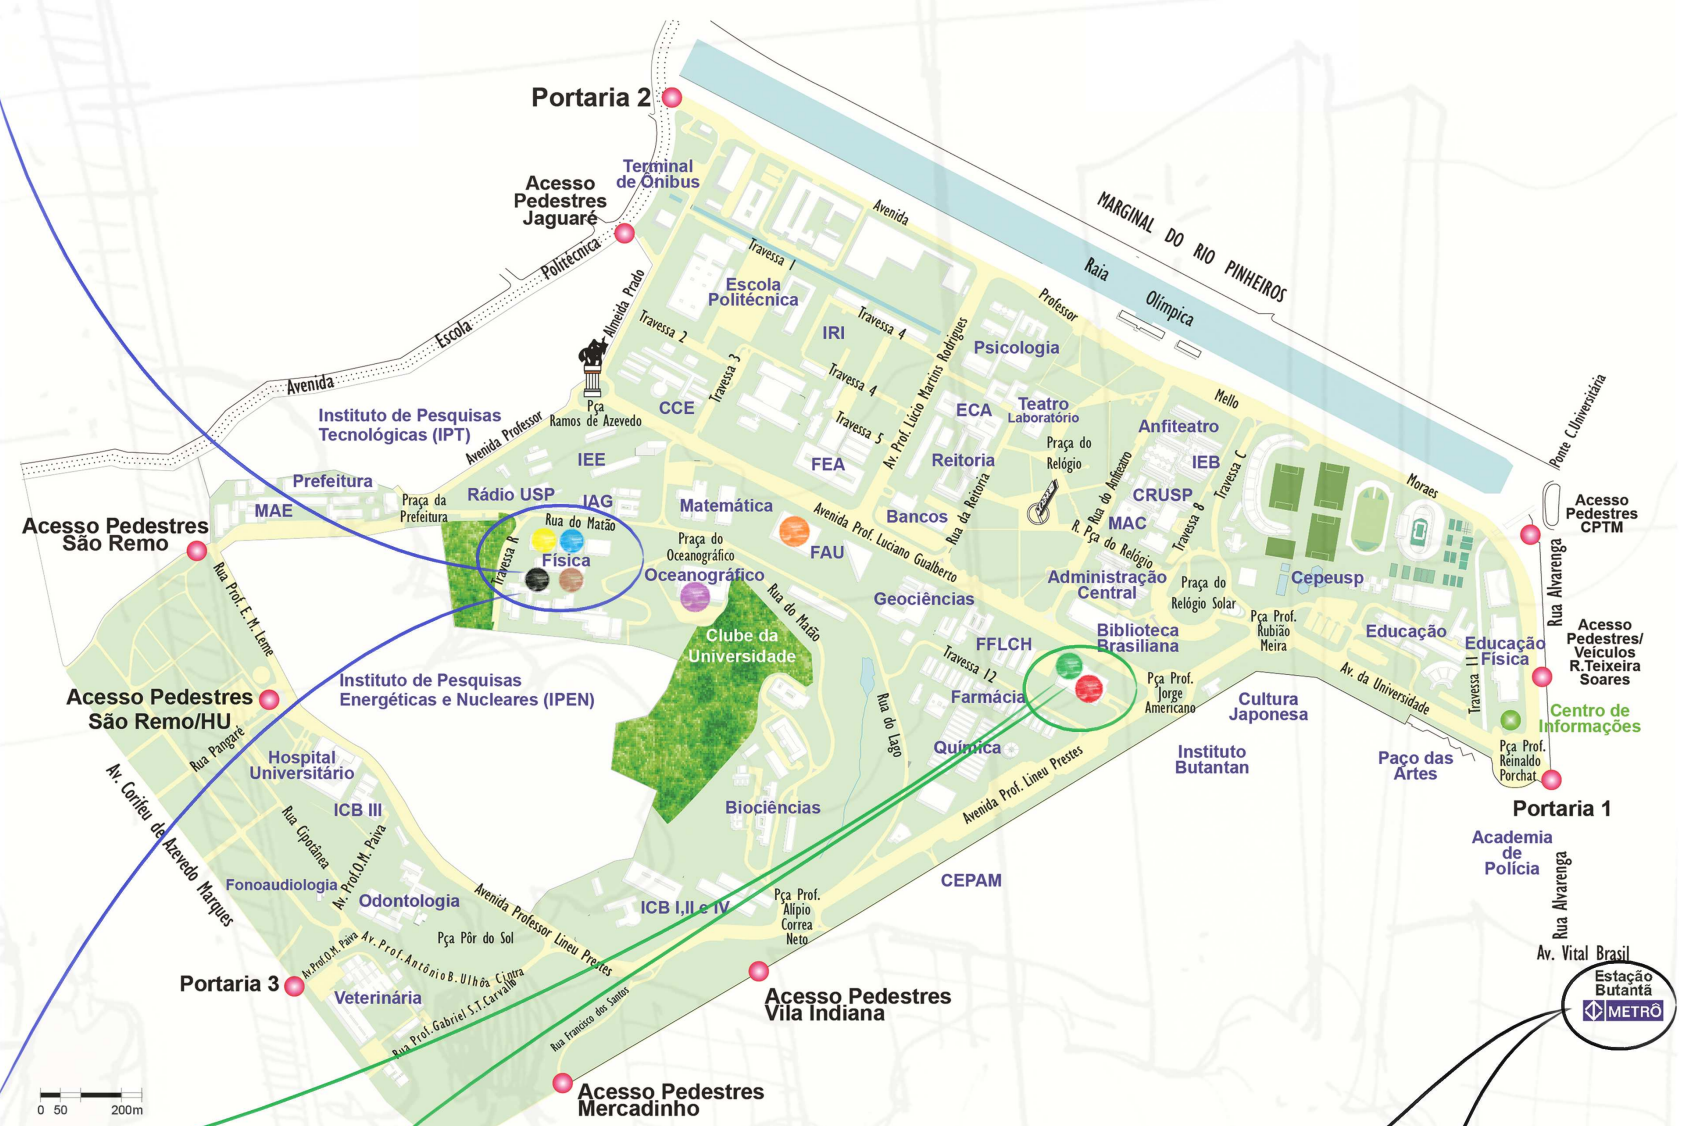 Portaria 2
Terminal
de Ônibus
Acesso
Pedestres
Jaguaré
Avenida
MARGINAL DO RIO PINHEIROS
Raia
Olímpica
Politécnica
Escola
Avenida
Almeida Prado
Travessa 1
Escola
Politécnica
Professor
Travessa 2
Travessa 4
IRI
Psicologia
Travessa 3
Travessa 4
Av. Prof. Lúcio Martins Rodrigues
Mello
Ponte C.Universitária
CCE
Pça
Ramos de Azevedo
Travessa 5
ECA
Teatro
Laboratório
Anfiteatro
Instituto de Pesquisas
Tecnológicas (IPT)
Avenida Professor
IEE
FEA
Reitoria
Praça do
Relógio
IEB
Travessa C
Moraes
Prefeitura
Rádio USP
IAG
Rua do Anfiteatro
CRUSP
MAE
Praça da
Prefeitura
Rua do Matão
Matemática
Bancos
Rua da Reitoria
MAC
Travessa 8
Acesso
Pedestres
CPTM
Acesso Pedestres
São Remo
Travessa R
Física
Praça do
Oceanográfico
Avenida Prof. Luciano Gualberto
FAU
R. Pça do Relógio
Oceanográfico
Administração
Central
Praça do
Relógio Solar
Cepeusp
Rua Alvarenga
Rua Prof. E. M. Leme
Rua do Matão
Geociências
Clube da
Universidade
FFLCH
Biblioteca
Brasiliana
Pça Prof.
Rubião
Meira
Educação
Educação
Física
Acesso
Pedestres/
Veículos
R.Teixeira
Soares
Travessa 12
Farmácia
Pça Prof.
Jorge
Americano
Av. da Universidade
Travessa 11
Instituto de Pesquisas
Energéticas e Nucleares (IPEN)
Acesso Pedestres
São Remo/HU
Rua Pangaré
Rua do Lago
Cultura
Japonesa
Centro de
Informações
Química
Instituto
Butantan
Paço das
Artes
Pça Prof.
Reinaldo
Porchat
Hospital
Universitário
Avenida Prof. Lineu Prestes
Portaria 1
Av. Corifeu de Azevedo Marques
ICB III
Biociências
Rua Cipotânea
Av. Prof.O.M. Paiva
Academia
de
Polícia
Fonoaudiologia
Odontologia
Avenida Professor Lineu Prestes
CEPAM
Rua Alvarenga
ICB I,II e IV
Pça Prof.
Alípio
Correa
Neto
Pça Pôr do Sol
Av.Prof.O.M. Paiva
Av. Prof. Antônio B. Ulhôa Cintra
Av. Vital Brasil
Portaria 3
Veterinária
Rua Prof. Gabriel S.T.Carvalho
Rua Francisco dos Santos
Acesso Pedestres
Vila Indiana
Estação
Butantã
METRÔ
Acesso Pedestres
Mercadinho
0 50 200m